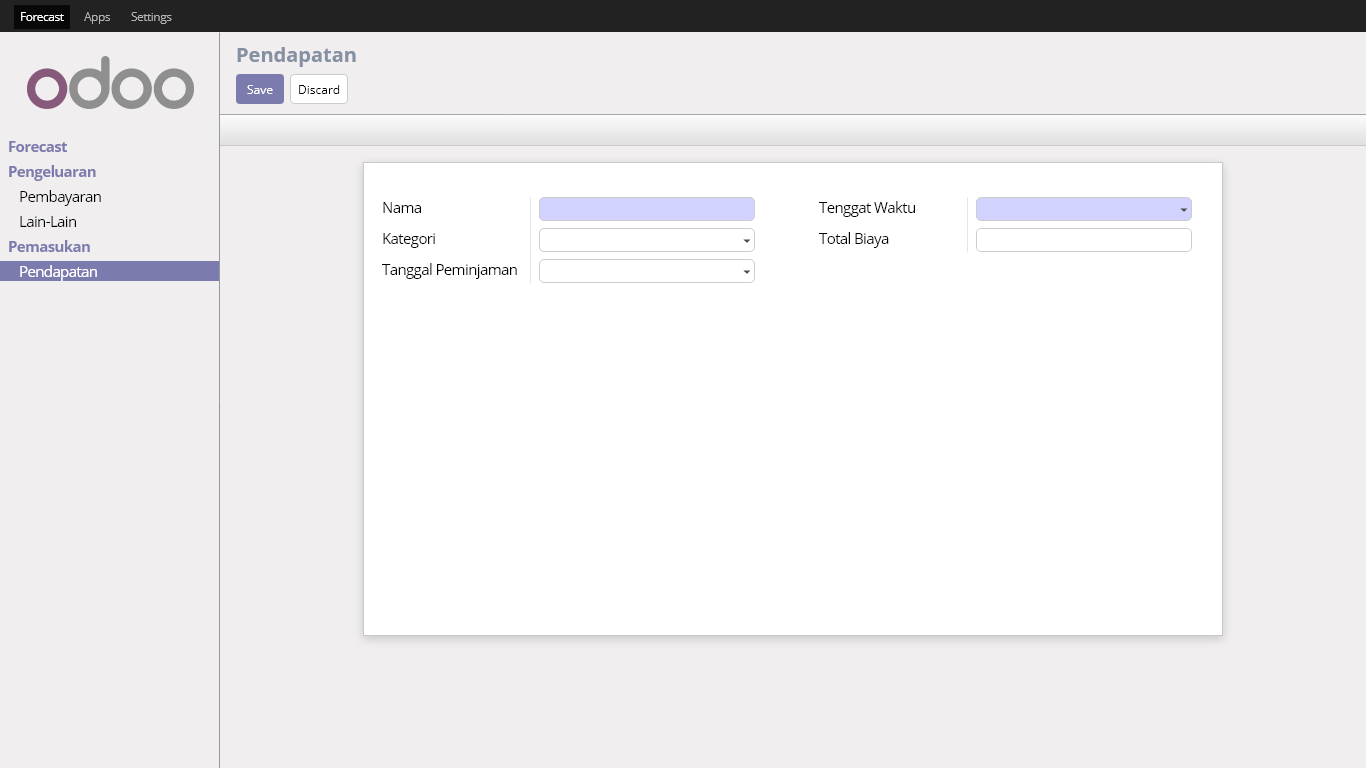 Forecast Apps Settings
odoo
Forecast
Pengeluaran
Pembayaran
Lain-Lain
Pemasukan
Pendapatan
Pendapatan
Save Discard
Nama
Kategori
Tanggal Peminjaman
Tenggat Waktu
Total Biaya